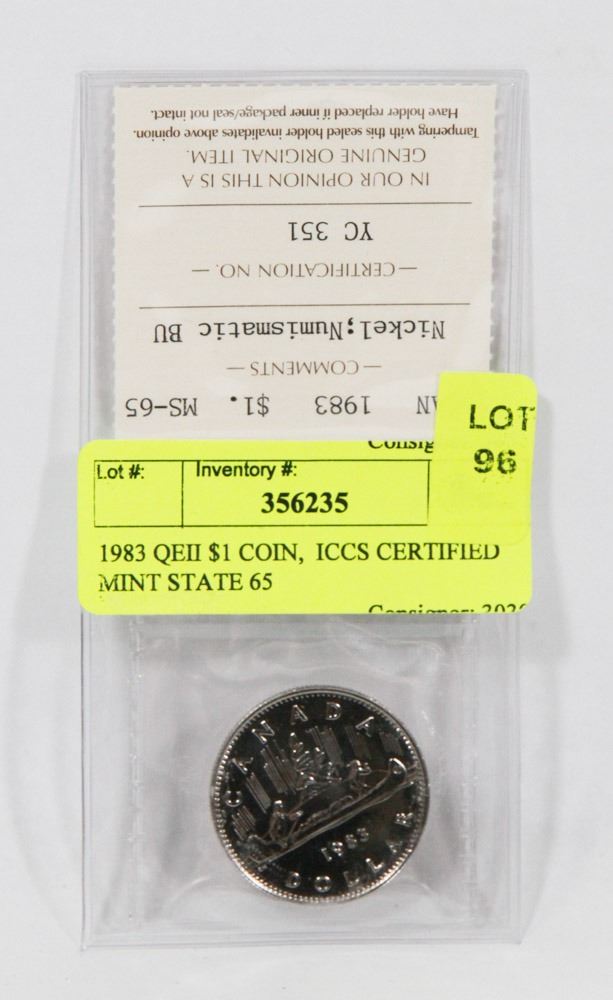 Have holder replaced if inner package/seal not intact.
Tampering with this sealed holder invalidates above opinion.
GENUINE ORIGINAL ITEM.
IN OUR OPINION THIS IS A
YC 351
— CERTIFICATION NO. —
Nickel;Numismatic BU
— COMMENTS —
1983 $1. MS-65
LOT
96
Lot #:
Inventory #:
356235
1983 QEII $1 COIN, ICCS CERTIFIED
MINT STATE 65
CANADA
1983
DOLLAR